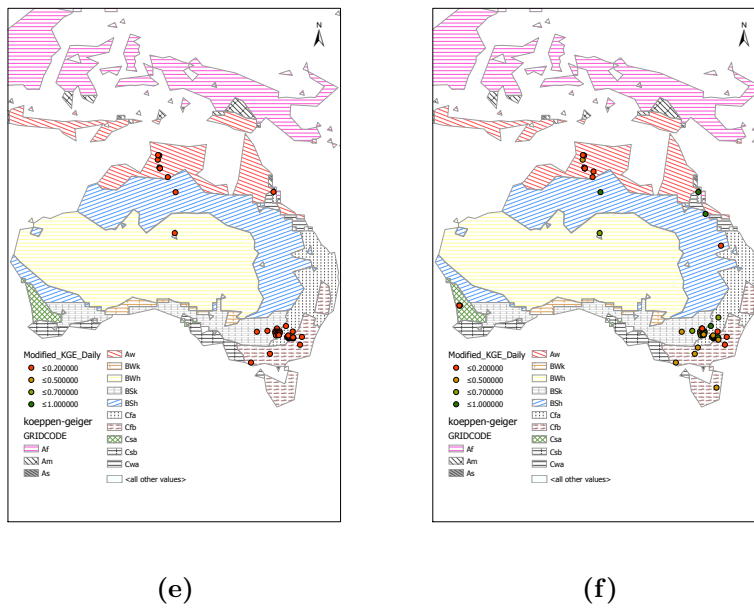 N
Modified_KGE_Daily
≤0.200000
≤0.500000
≤0.700000
≤1.000000
koeppen-geiger
GRIDCODE
Af
Am
As
Aw
BWk
BWh
BSk
BSh
Cfa
Cfb
Csa
Csb
Cwa
<all other values>
(e)
N
Modified_KGE_Daily
≤0.200000
≤0.500000
≤0.700000
≤1.000000
koeppen-geiger
GRIDCODE
Af
Am
As
Aw
BWk
BWh
BSk
BSh
Cfa
Cfb
Csa
Csb
Cwa
<all other values>
(f)